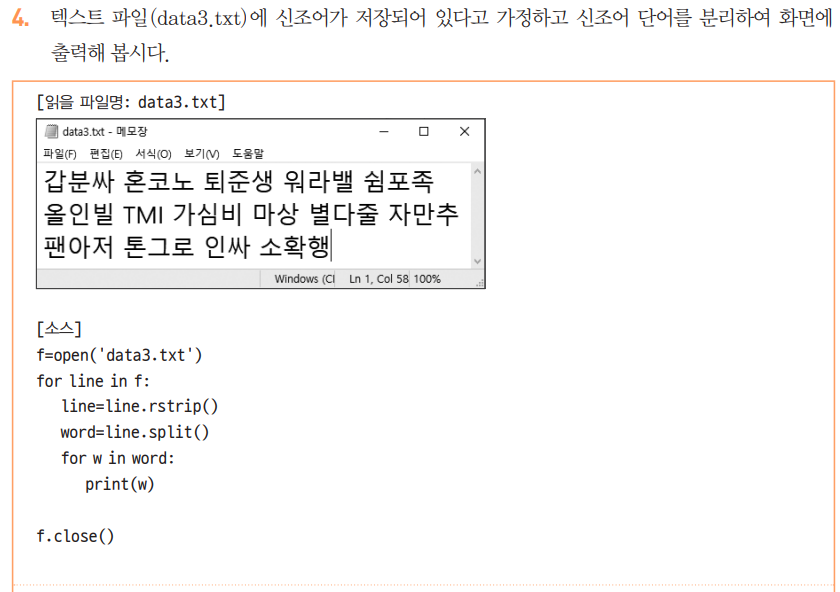 4. 텍스트 파일(data3.txt)에 신조어가 저장되어 있다고 가정하고 신조어 단어를 분리하여 화면에
출력해 봅시다.
[읽을 파일명: data3.txt]
data3.txt - 메모장
파일(F) 편집(E) 서식(O) 보기(V) 도움말
갑분싸 혼코노 퇴준생 워라밸 쉼포족
올인빌 TMI 가심비 마상 별다줄 자만추
팬아저 톤그로 인싸 소확행
Windows (Cl Ln 1, Col 58 100%
[소스]
f=open('data3.txt')
for line in f:
line=line.rstrip()
word=line.split()
for w in word:
print(w)
f.close()